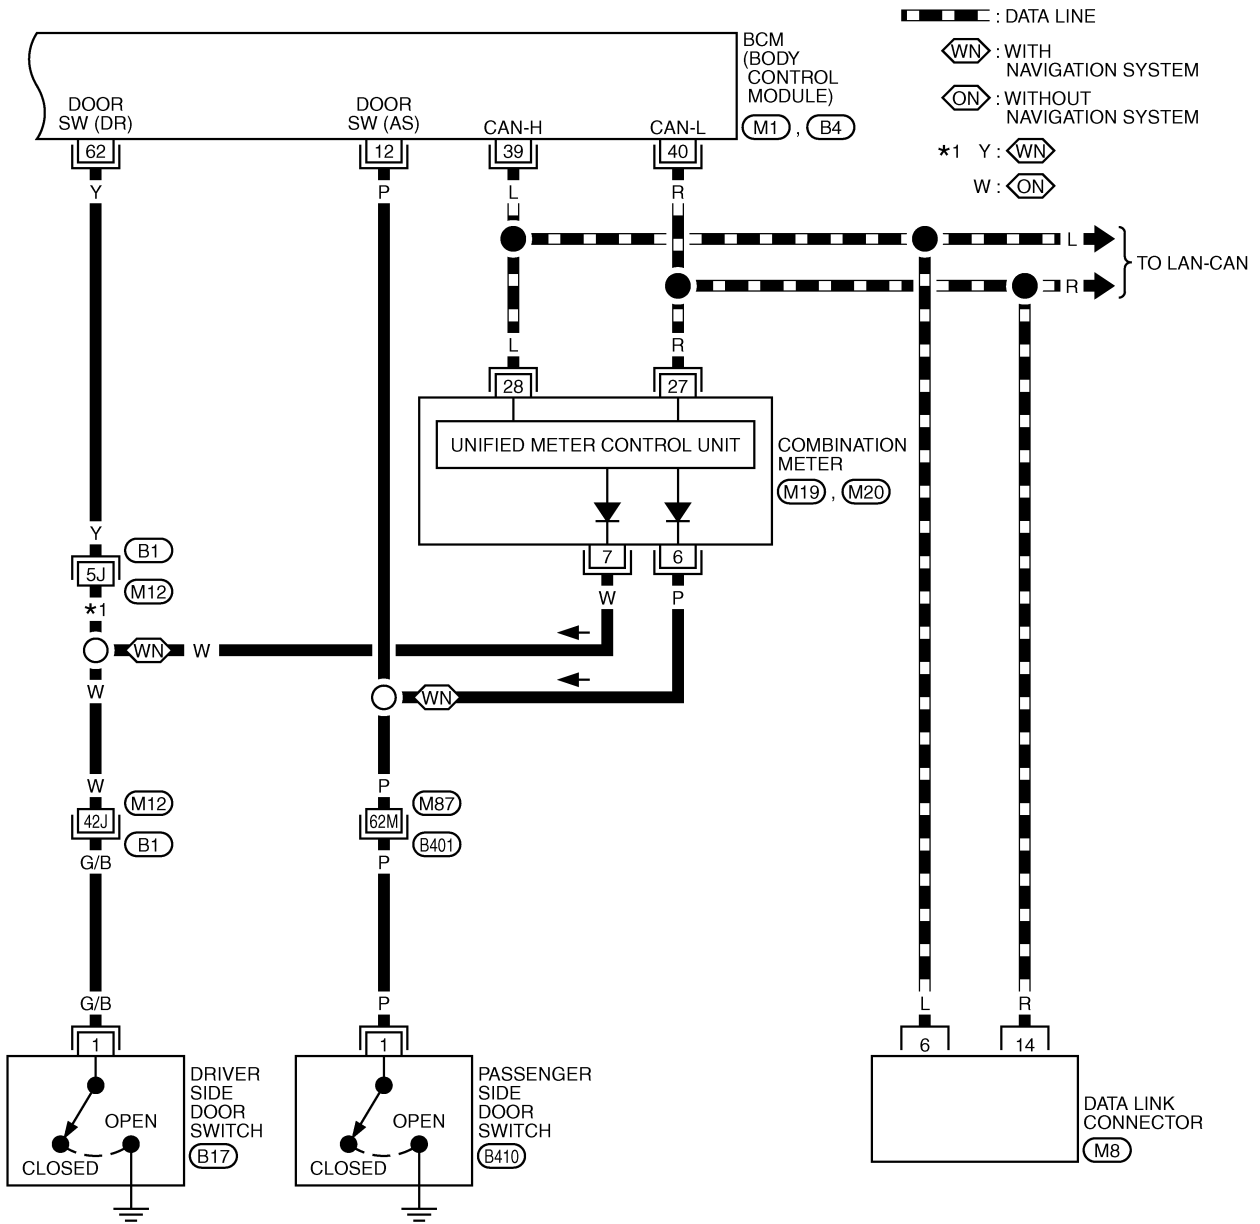 : DATA LINE
WN : WITH
NAVIGATION SYSTEM
ON : WITHOUT
NAVIGATION SYSTEM
*1 Y : WN
W : ON
BCM
(BODY
CONTROL
MODULE)
M1 , B4
DOOR
SW (DR)
DOOR
SW (AS)
CAN-H
CAN-L
62
12
39
40
Y
P
L
R
L
R
TO LAN-CAN
L
R
28
27
UNIFIED METER CONTROL UNIT
COMBINATION
METER
M19 , M20
7
6
W
P
Y
B1
5J
M12
*1
WN
W
WN
W
W
P
M12
42J
B1
M87
62M
B401
G/B
P
G/B
P
L
R
1
1
6
14
DRIVER
SIDE
DOOR
SWITCH
B17
OPEN
CLOSED
PASSENGER
SIDE
DOOR
SWITCH
B410
OPEN
CLOSED
DATA LINK
CONNECTOR
M8